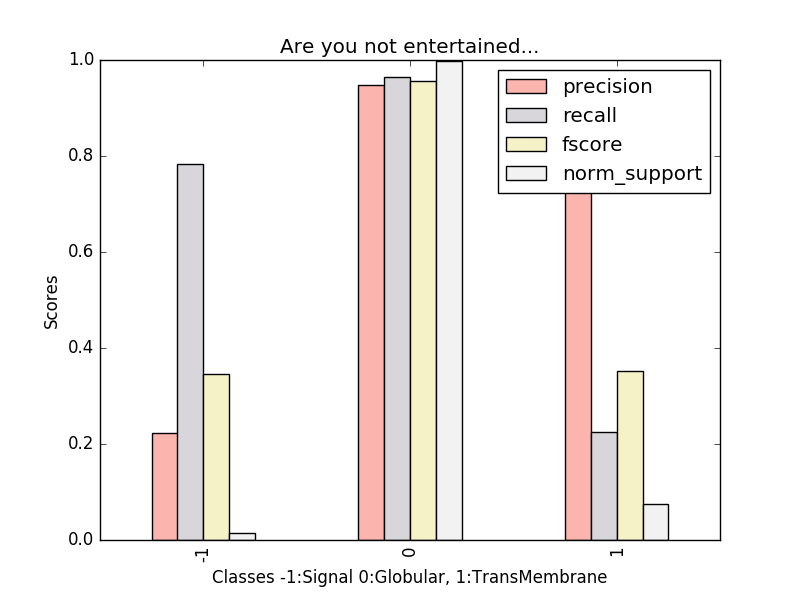 Are you not entertained...
precision
recall
fscore
norm_support
1.0
0.8
0.6
0.4
0.2
0.0
Scores
-1
0
1
Classes -1:Signal 0:Globular, 1:TransMembrane